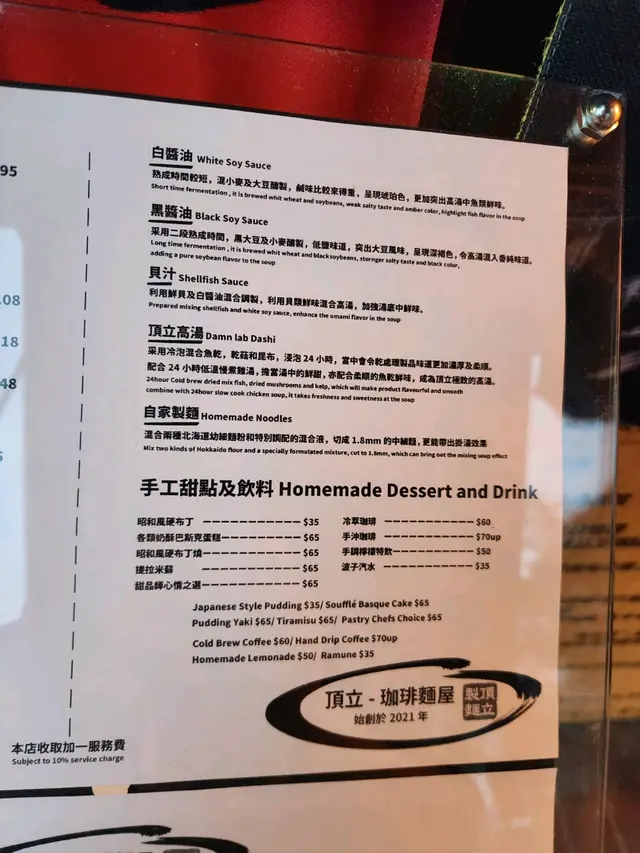 95
.08
18
48
白醬油 White Soy Sauce
熟成時間較短，混小麥及大豆釀製，鹹味比較來得重，呈現琥珀色，更加突出高湯中魚類鮮味。
Short time fermentation , it is brewed whit wheat and soybeans, weak salty taste and amber color, highlight fish flavor in the soup
黑醬油 Black Soy Sauce
采用二段熟成時間，黑大豆及小麥釀製，低鹽味道，突出大豆風味，呈現深褐色，令高湯混入香純味道。
Long time fermentation , it is brewed whit wheat and blacksoybeans, stornger salty taste and black color,
adding a pure soybean flavor to the soup
貝汁 Shellfish Sauce
利用鮮貝及白醬油混合調製，利用貝類鮮味混合高湯，加強湯底中鮮味。
Prepared mixing shellfish and white soy sauce, enhance the umami flavor in the soup
頂立高湯 Damn lab Dashi
采用冷泡混合魚乾，乾菇和昆布，浸泡 24 小時，當中會令乾處理製品味道更加濃厚及柔順。
配合 24 小時低溫慢煮雞湯，擔當湯中的鮮甜，亦配合柔順的魚乾鮮味，成為頂立極致的高湯。
24hour Cold brew dried mix fish, dried mushrooms and kelp, which will make product flavourful and smooth
combine with 24hour slow cook chicken soup, it takes freshness and sweetness at the soup
自家製麵 Homemade Noodles
混合兩種北海道幼細麵粉和特別調配的混合液，切成 1.8mm 的中細麵，更能帶出掛湯效果
Mix two kinds of Hokkaido flour and a specially formulated mixture, cut to 1.8mm, which can bring out the mixing soup effect
手工甜點及飲料 Homemade Dessert and Drink
昭和風硬布丁 $35
各類奶酥巴斯克蛋糕 $65
昭和風硬布丁燒 $65
提拉米蘇 $65
甜品師心情之選 $65
冷萃珈琲 $60
手沖珈琲 $70up
手調檸檬特飲 $50
波子汽水 $35
Japanese Style Pudding $35/ Soufflé Basque Cake $65
Pudding Yaki $65/ Tiramisu $65/ Pastry Chefs Choice $65
Cold Brew Coffee $60/ Hand Drip Coffee $70up
Homemade Lemonade $50/ Ramune $35
頂立 - 珈琲麵屋
始創於 2021 年
頂立製麵
本店收取加一服務費
Subject to 10% service charge